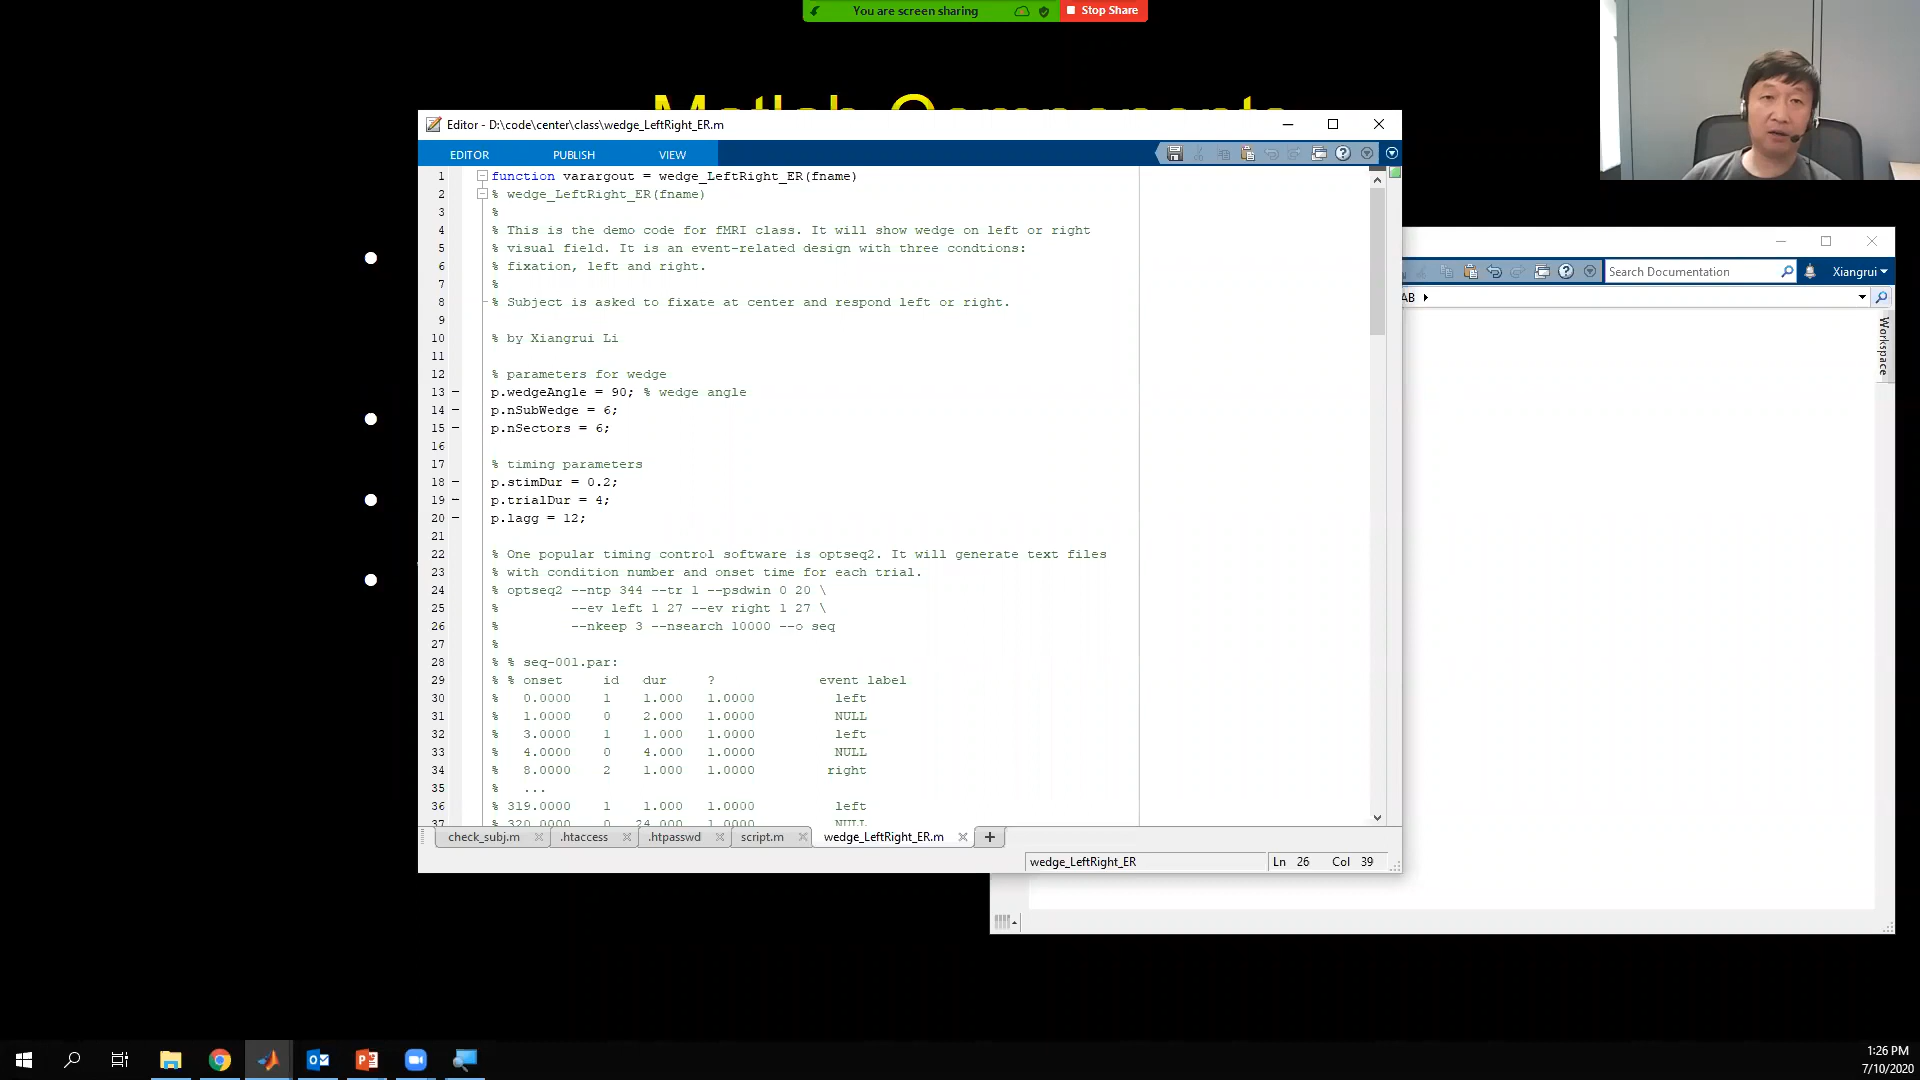 You are screen sharing
Stop Share
Matlab Components
Editor - D:\code\center\class\wedge_LeftRight_ER.m
EDITOR PUBLISH VIEW
1 function varargout = wedge_LeftRight_ER(fname)
2 % wedge_LeftRight_ER(fname)
3 %
4 % This is the demo code for fMRI class. It will show wedge on left or right
5 % visual field. It is an event-related design with three condtions:
6 % fixation, left and right.
7 %
8 % Subject is asked to fixate at center and respond left or right.
9
10 % by Xiangrui Li
11
12 % parameters for wedge
13 p.wedgeAngle = 90; % wedge angle
14 p.nSubWedge = 6;
15 p.nSectors = 6;
16
17 % timing parameters
18 p.stimDur = 0.2;
19 p.trialDur = 4;
20 p.lagg = 12;
21
22 % One popular timing control software is optseq2. It will generate text files
23 % with condition number and onset time for each trial.
24 % optseq2 --ntp 344 --tr 1 --psdwin 0 20 \
25 % --ev left 1 27 --ev right 1 27 \
26 % --nkeep 3 --nsearch 10000 --o seq
27 %
28 % % seq-001.par:
29 % % onset id dur ? event label
30 % 0.0000 1 1.000 1.0000 left
31 % 1.0000 0 2.000 1.0000 NULL
32 % 3.0000 1 1.000 1.0000 left
33 % 4.0000 0 4.000 1.0000 NULL
34 % 8.0000 2 1.000 1.0000 right
35 % ...
36 % 319.0000 1 1.000 1.0000 left
37 % 320.0000 0 24.000 1.0000 NULL
check_subj.m .htaccess .htpasswd script.m wedge_LeftRight_ER.m
wedge_LeftRight_ER Ln 26 Col 39
Search Documentation
Xiangrui
AB
Workspace
1:26 PM
7/10/2020